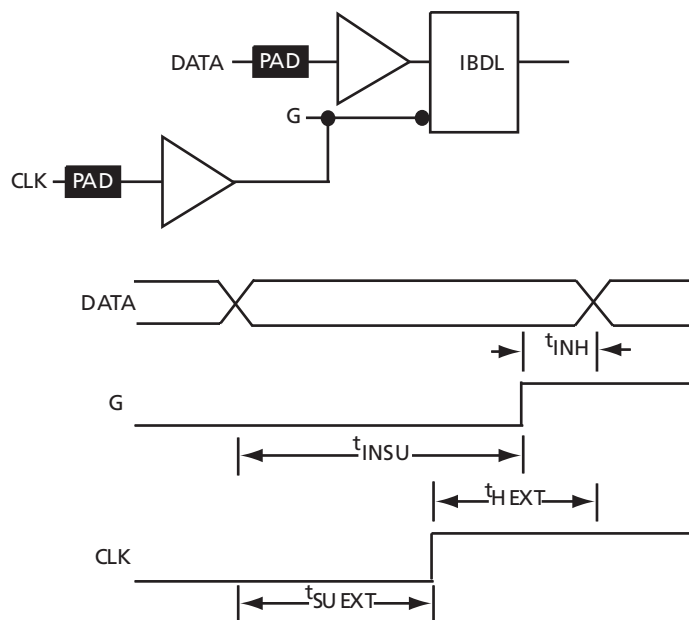 DATA PAD IBDL
G
CLK PAD
DATA
tINH
G
tINSU
tHEXT
CLK
tSUEXT